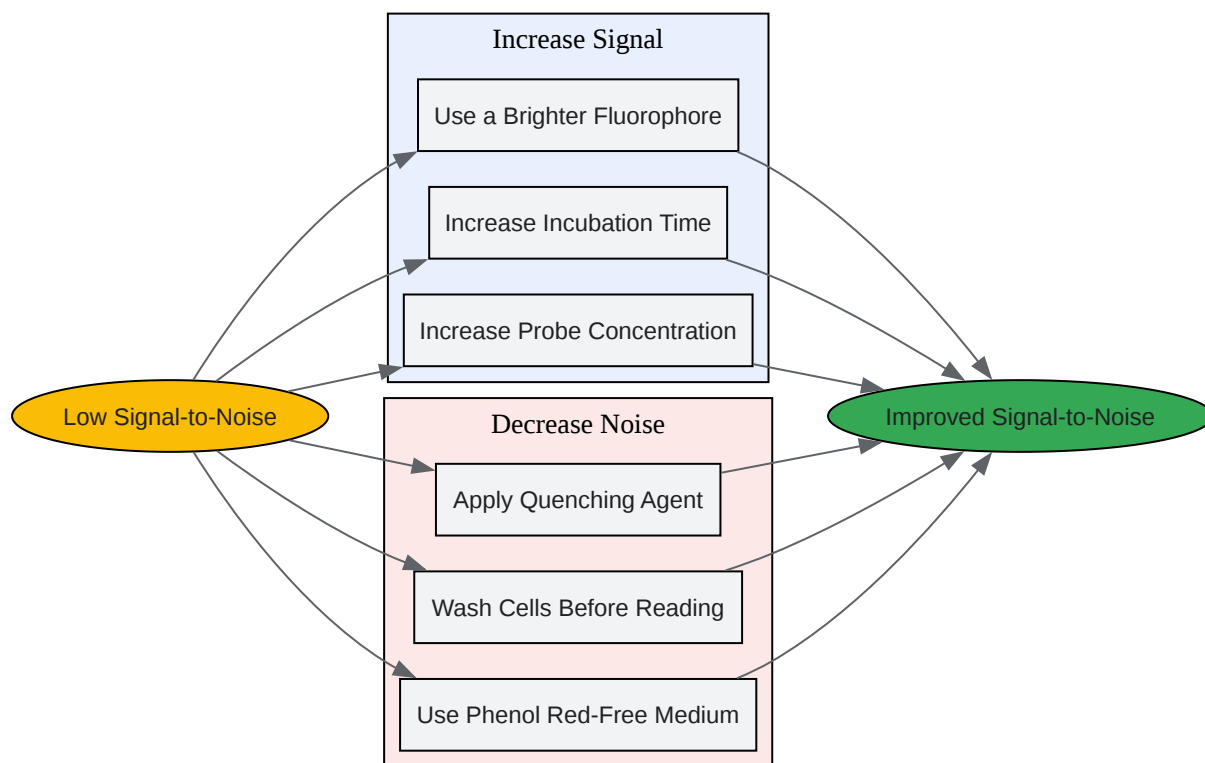 Increase Signal
Use a Brighter Fluorophore
Increase Incubation Time
Increase Probe Concentration
Low Signal-to-Noise
Improved Signal-to-Noise
Decrease Noise
Apply Quenching Agent
Wash Cells Before Reading
Use Phenol Red-Free Medium